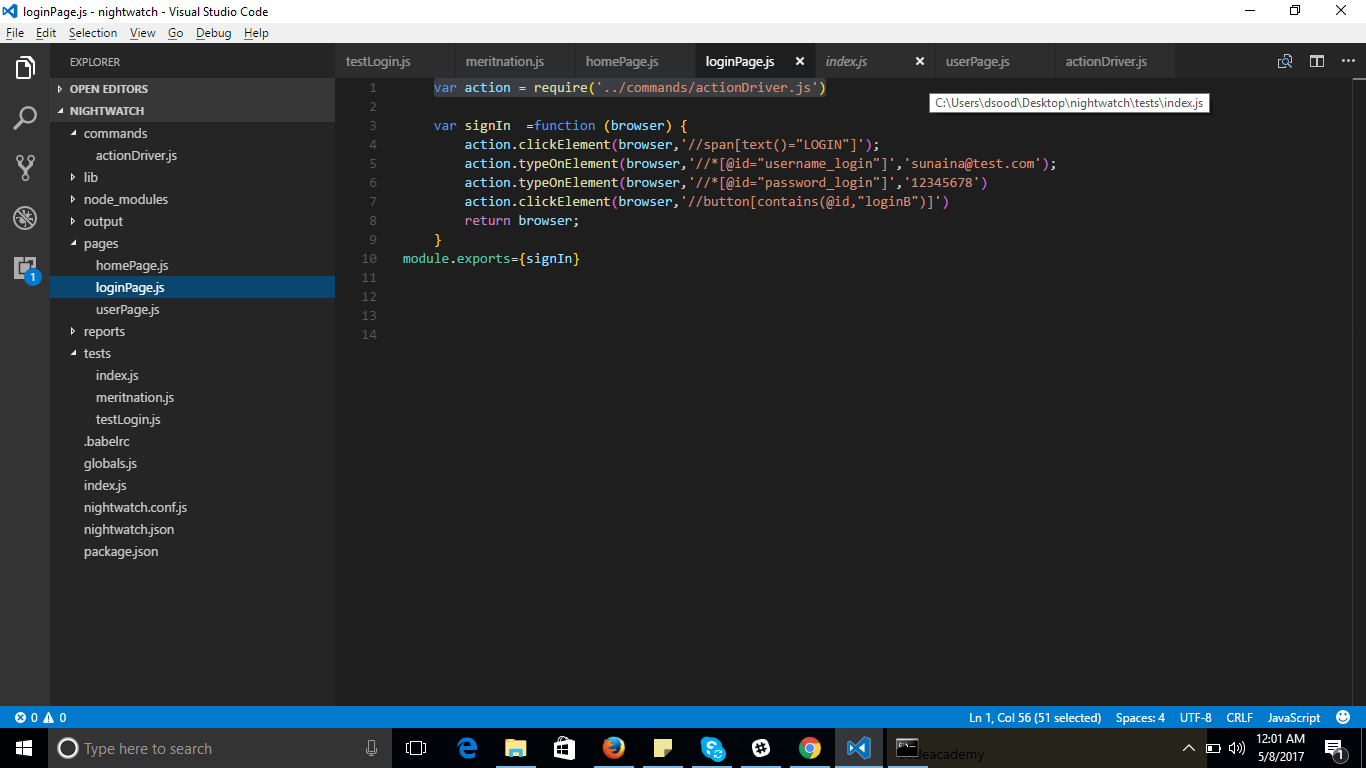 loginPage.js - nightwatch - Visual Studio Code
File Edit Selection View Go Debug Help
EXPLORER
OPEN EDITORS
NIGHTWATCH
commands
actionDriver.js
lib
node_modules
output
pages
homePage.js
loginPage.js
userPage.js
reports
tests
index.js
meritnation.js
testLogin.js
.babelrc
globals.js
index.js
nightwatch.conf.js
nightwatch.json
package.json
1
testLogin.js meritnation.js homePage.js loginPage.js index.js userPage.js actionDriver.js
C:\Users\dsood\Desktop\nightwatch\tests\index.js
1 var action = require('../commands/actionDriver.js')
2
3 var signIn  =function (browser) {
4 action.clickElement(browser,'//span[text()="LOGIN"]');
5 action.typeOnElement(browser,'//*[@id="username_login"]','sunaina@test.com');
6 action.typeOnElement(browser,'//*[@id="password_login"]','12345678')
7 action.clickElement(browser,'//button[contains(@id,"loginB")]')
8 return browser;
9 }
10 module.exports={signIn}
11
12
13
14
0 0 Ln 1, Col 56 (51 selected) Spaces: 4 UTF-8 CRLF JavaScript
Type here to search
12:01 AM
5/8/2017
1